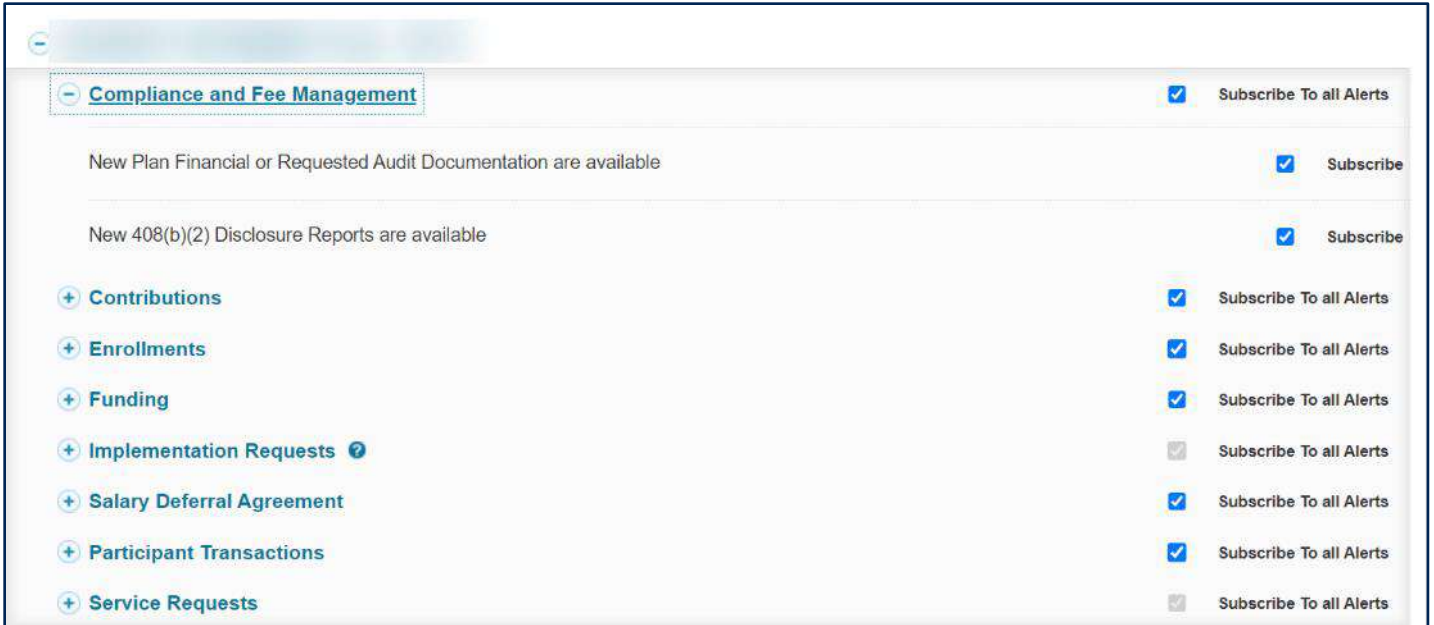 Compliance and Fee Management Subscribe To all Alerts
New Plan Financial or Requested Audit Documentation are available Subscribe
New 408(b)(2) Disclosure Reports are available Subscribe
Contributions Subscribe To all Alerts
Enrollments Subscribe To all Alerts
Funding Subscribe To all Alerts
Implementation Requests ? Subscribe To all Alerts
Salary Deferral Agreement Subscribe To all Alerts
Participant Transactions Subscribe To all Alerts
Service Requests Subscribe To all Alerts